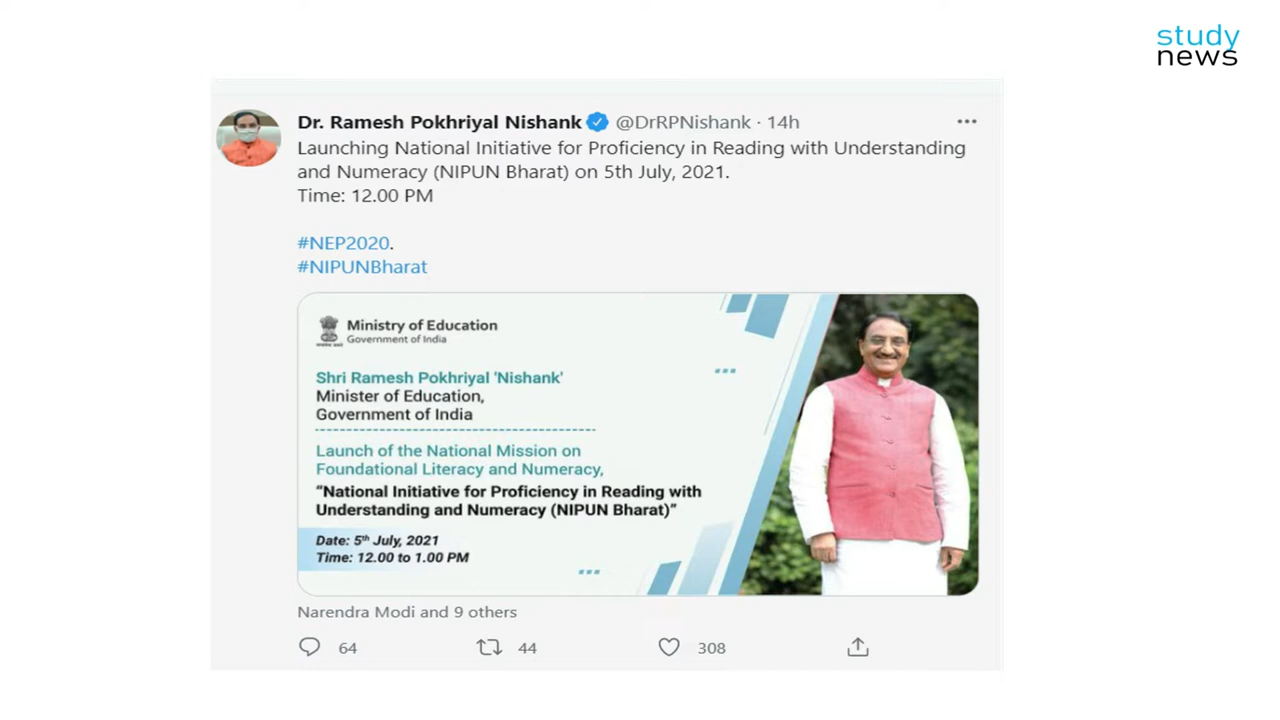 study
news
Dr. Ramesh Pokhriyal Nishank @DrRPNishank · 14h
Launching National Initiative for Proficiency in Reading with Understanding
and Numeracy (NIPUN Bharat) on 5th July, 2021.
Time: 12.00 PM
#NEP2020.
#NIPUNBharat
Ministry of Education
Government of India
Shri Ramesh Pokhriyal 'Nishank'
Minister of Education,
Government of India
Launch of the National Mission on
Foundational Literacy and Numeracy,
“National Initiative for Proficiency in Reading with
Understanding and Numeracy (NIPUN Bharat)”
Date: 5th July, 2021
Time: 12.00 to 1.00 PM
Narendra Modi and 9 others
64 44 308